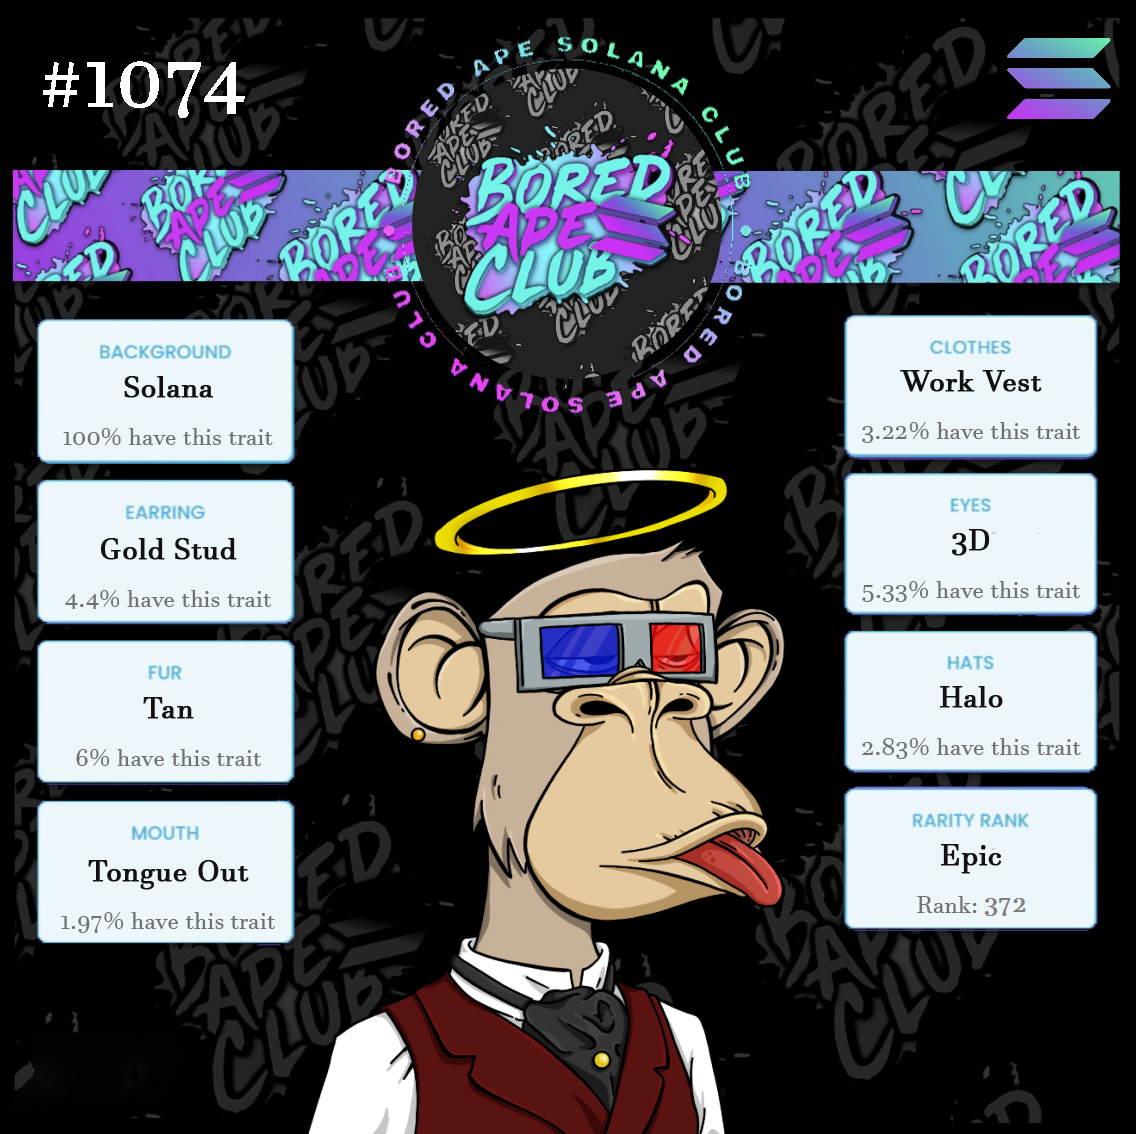 #1074
BORED APE SOLANA CLUB
BORED APE SOLANA CLUB
BORED
APE
CLUB
BACKGROUND
Solana
100% have this trait
EARRING
Gold Stud
4.4% have this trait
FUR
Tan
6% have this trait
MOUTH
Tongue Out
1.97% have this trait
CLOTHES
Work Vest
3.22% have this trait
EYES
3D
5.33% have this trait
HATS
Halo
2.83% have this trait
RARITY RANK
Epic
Rank: 372